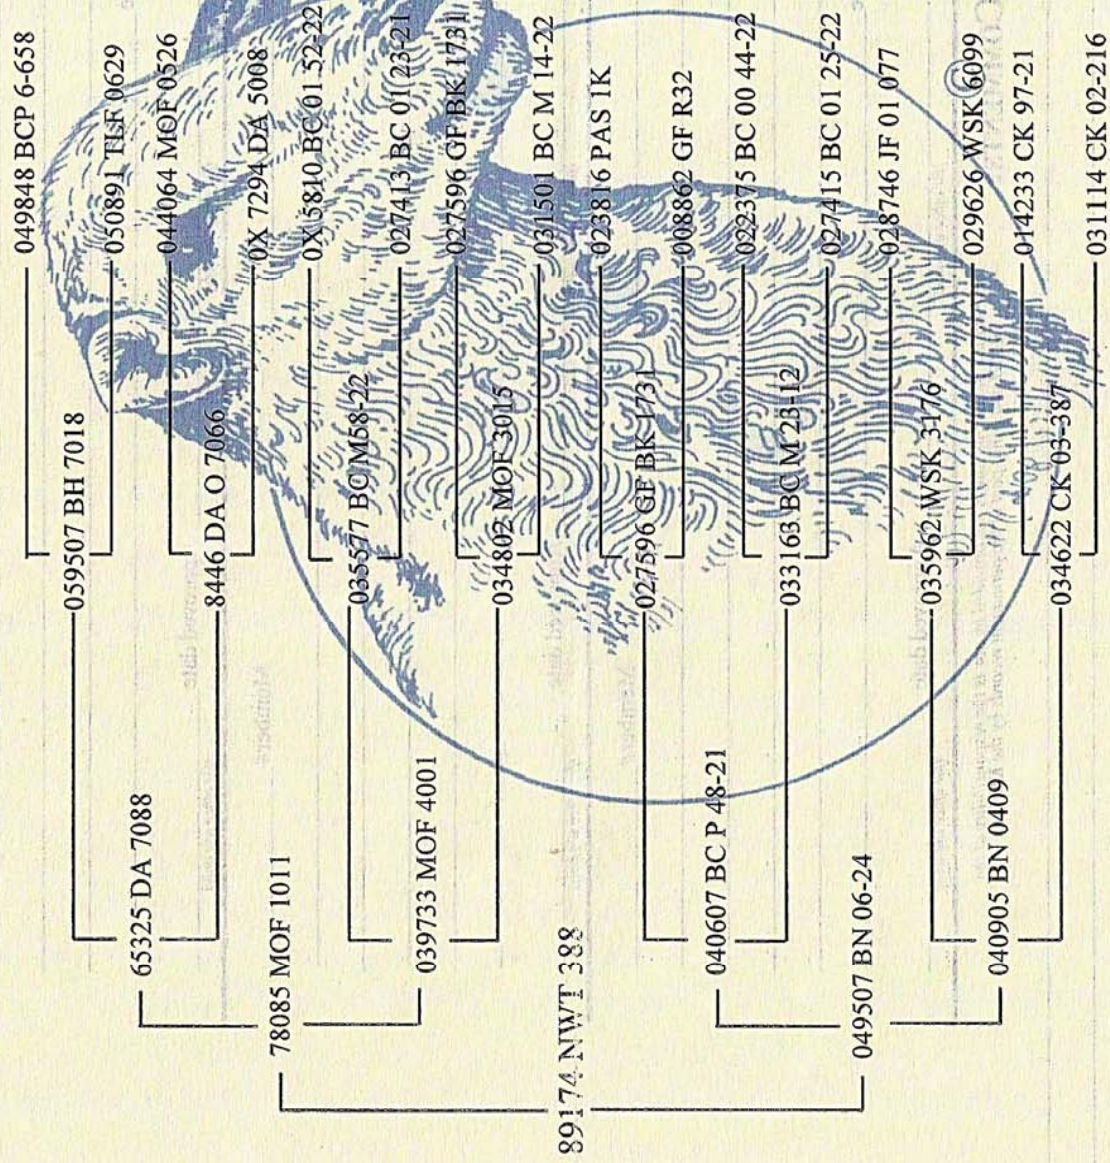 049848 BCP 6-658
059507 BH 7018
050891 TLF 0629
65325 DA 7088
044064 MOF 0526
8446 DA O 7066
0X 7294 DA 5008
78085 MOF 1011
0X 5810 BC 01 52-22
035577 BC M58-22
027413 BC 01 23-21
039733 MOF 4001
027596 GF BK 1731
034802 MOF 3015
031501 BC M 14-22
89174 NWT 388
023816 PAS 1K
027596 GF BK 1731
008862 GF R32
040607 BC P 48-21
022375 BC 00 44-22
033163 BC M 23-12
027415 BC 01 25-22
049507 BN 06-24
028746 JF 01 077
035962 WSK 3176
029626 WSK 6099
040905 BN 0409
014233 CK 97-21
034622 CK 03-387
031114 CK 02-216